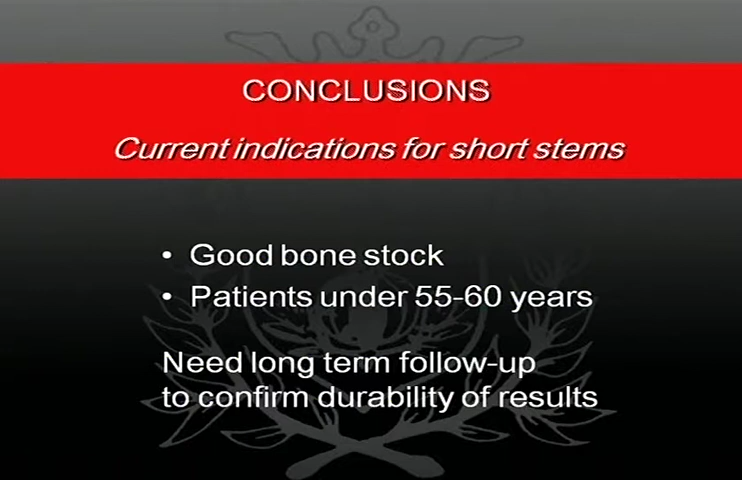 CONCLUSIONS
Current indications for short stems
• Good bone stock
• Patients under 55-60 years
Need long term follow-up
to confirm durability of results